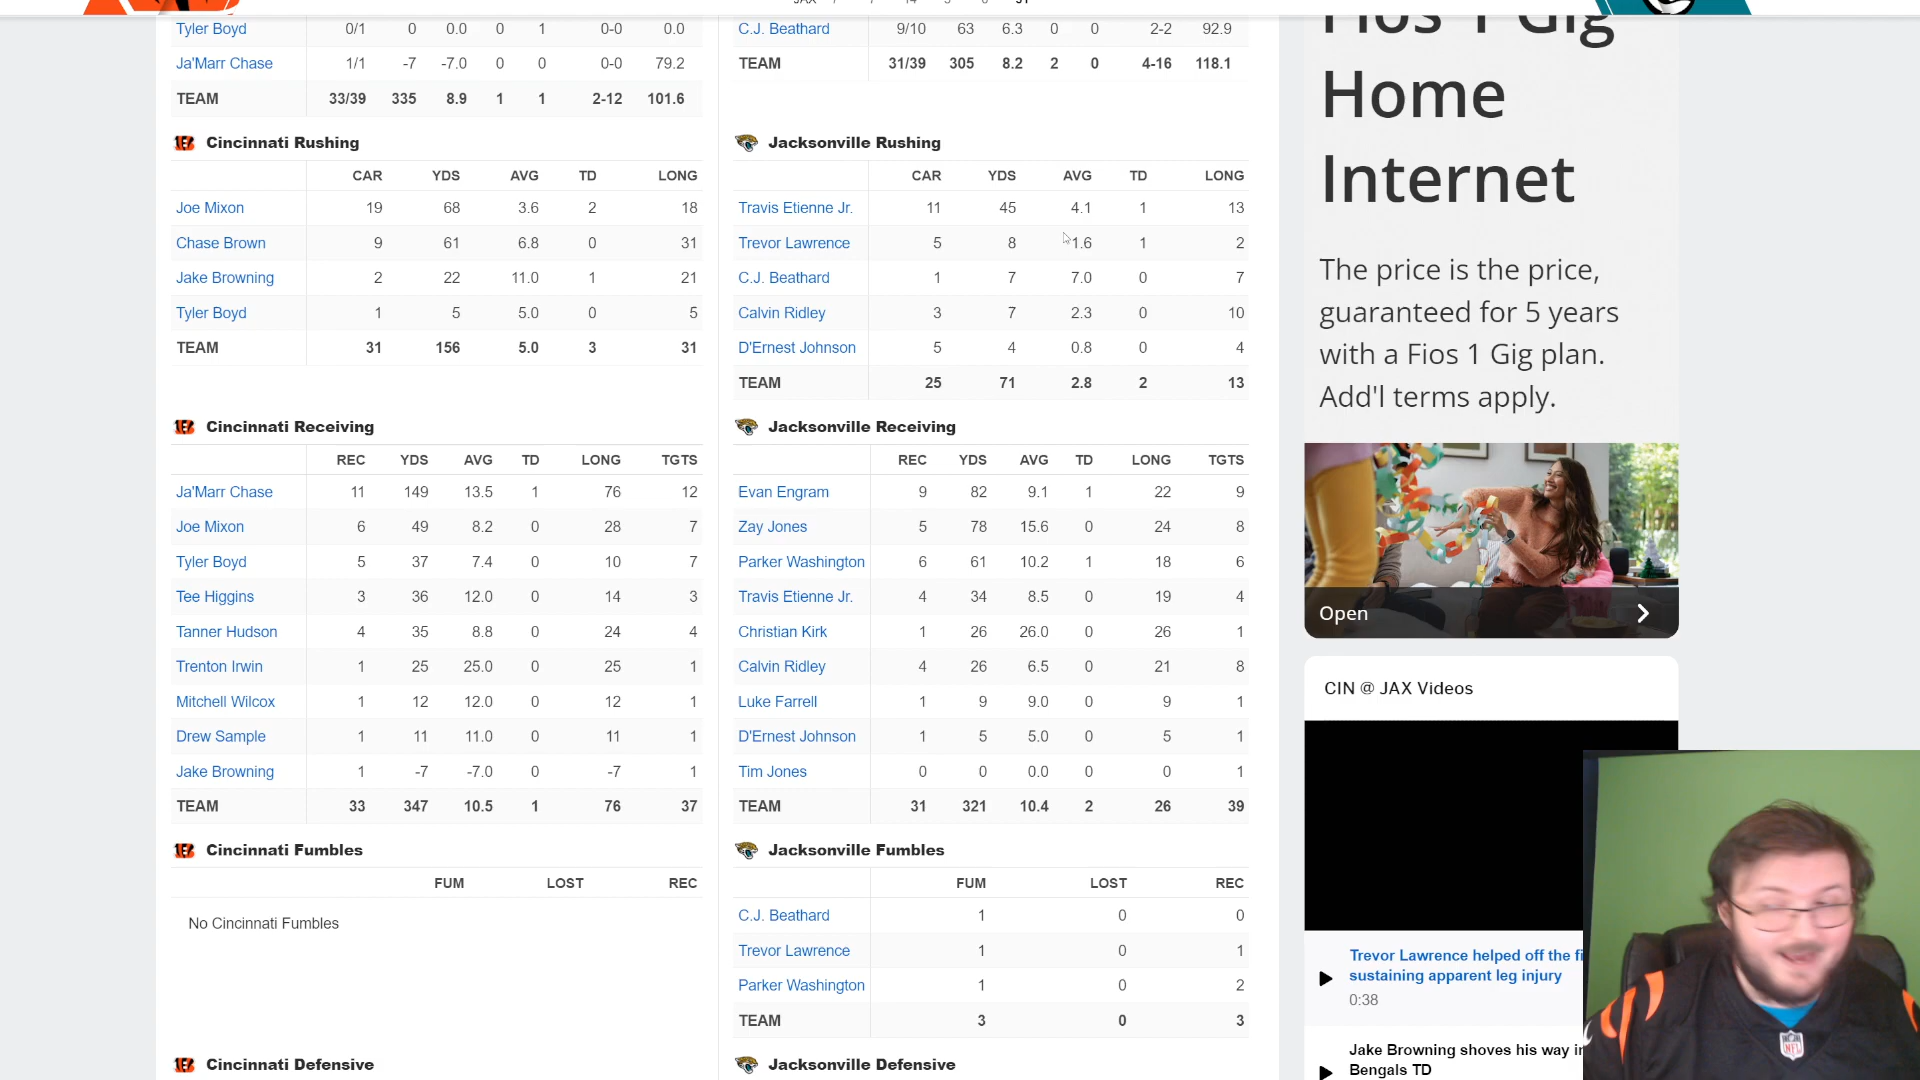 Tyler Boyd 0/1 0 0.0 0 1 0-0 0.0
Ja'Marr Chase 1/1 -7 -7.0 0 0 0-0 79.2
TEAM 33/39 335 8.9 1 1 2-12 101.6
C.J. Beathard 9/10 63 6.3 0 0 2-2 92.9
TEAM 31/39 305 8.2 2 0 4-16 118.1
Cincinnati Rushing
CAR YDS AVG TD LONG
Joe Mixon 19 68 3.6 2 18
Chase Brown 9 61 6.8 0 31
Jake Browning 2 22 11.0 1 21
Tyler Boyd 1 5 5.0 0 5
TEAM 31 156 5.0 3 31
Jacksonville Rushing
CAR YDS AVG TD LONG
Travis Etienne Jr. 11 45 4.1 1 13
Trevor Lawrence 5 8 1.6 1 2
C.J. Beathard 1 7 7.0 0 7
Calvin Ridley 3 7 2.3 0 10
D'Ernest Johnson 5 4 0.8 0 4
TEAM 25 71 2.8 2 13
Cincinnati Receiving
REC YDS AVG TD LONG TGTS
Ja'Marr Chase 11 149 13.5 1 76 12
Joe Mixon 6 49 8.2 0 28 7
Tyler Boyd 5 37 7.4 0 10 7
Tee Higgins 3 36 12.0 0 14 3
Tanner Hudson 4 35 8.8 0 24 4
Trenton Irwin 1 25 25.0 0 25 1
Mitchell Wilcox 1 12 12.0 0 12 1
Drew Sample 1 11 11.0 0 11 1
Jake Browning 1 -7 -7.0 0 -7 1
TEAM 33 347 10.5 1 76 37
Jacksonville Receiving
REC YDS AVG TD LONG TGTS
Evan Engram 9 82 9.1 1 22 9
Zay Jones 5 78 15.6 0 24 8
Parker Washington 6 61 10.2 1 18 6
Travis Etienne Jr. 4 34 8.5 0 19 4
Christian Kirk 1 26 26.0 0 26 1
Calvin Ridley 4 26 6.5 0 21 8
Luke Farrell 1 9 9.0 0 9 1
D'Ernest Johnson 1 5 5.0 0 5 1
Tim Jones 0 0 0.0 0 0 1
TEAM 31 321 10.4 2 26 39
Cincinnati Fumbles
FUM LOST REC
No Cincinnati Fumbles
Jacksonville Fumbles
FUM LOST REC
C.J. Beathard 1 0 0
Trevor Lawrence 1 0 1
Parker Washington 1 0 2
TEAM 3 0 3
Cincinnati Defensive
Jacksonville Defensive
Fios 1 Gig
Home
Internet
The price is the price,
guaranteed for 5 years
with a Fios 1 Gig plan.
Add'l terms apply.
Open
CIN @ JAX Videos
Trevor Lawrence helped off the
sustaining apparent leg injury
0:38
Jake Browning shoves his way
Bengals TD
NFL